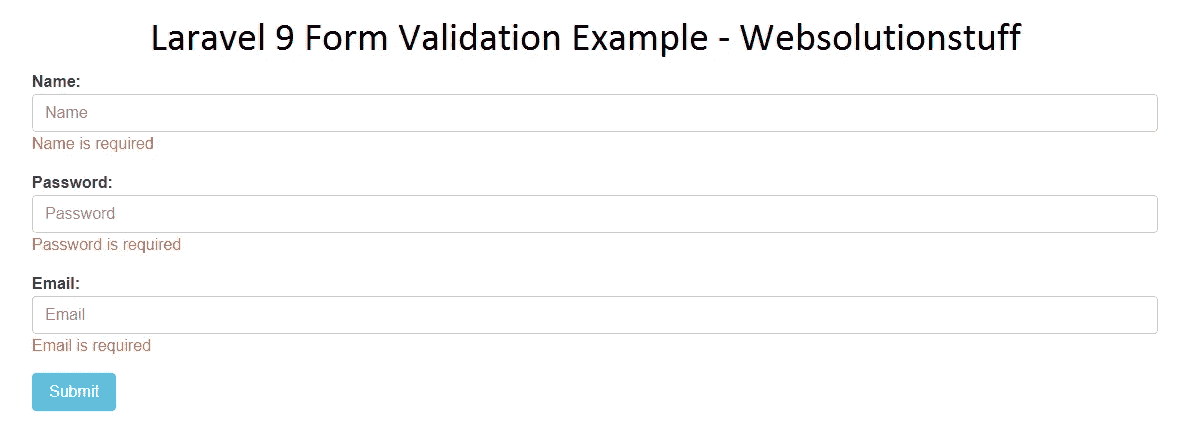 Laravel 9 Form Validation Example - Websolutionstuff
Name:
Name
Name is required
Password:
Password
Password is required
Email:
Email
Email is required
Submit